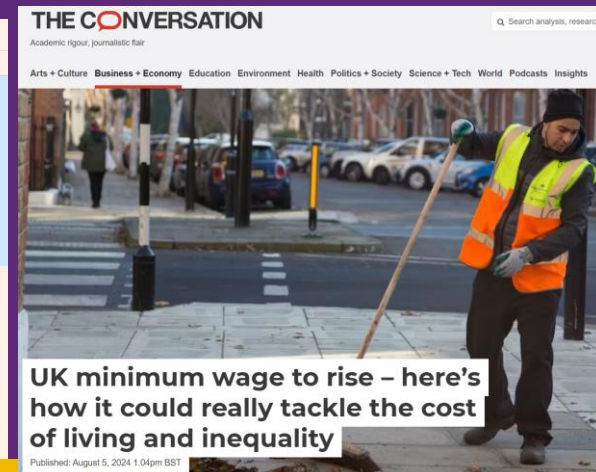 THE CONVERSATION
Academic rigour, journalistic flair
Search analysis, researc
Arts + Culture Business + Economy Education Environment Health Politics + Society Science + Tech World Podcasts Insights
UK minimum wage to rise – here's
how it could really tackle the cost
of living and inequality
Published: August 5, 2024 1.04pm BST